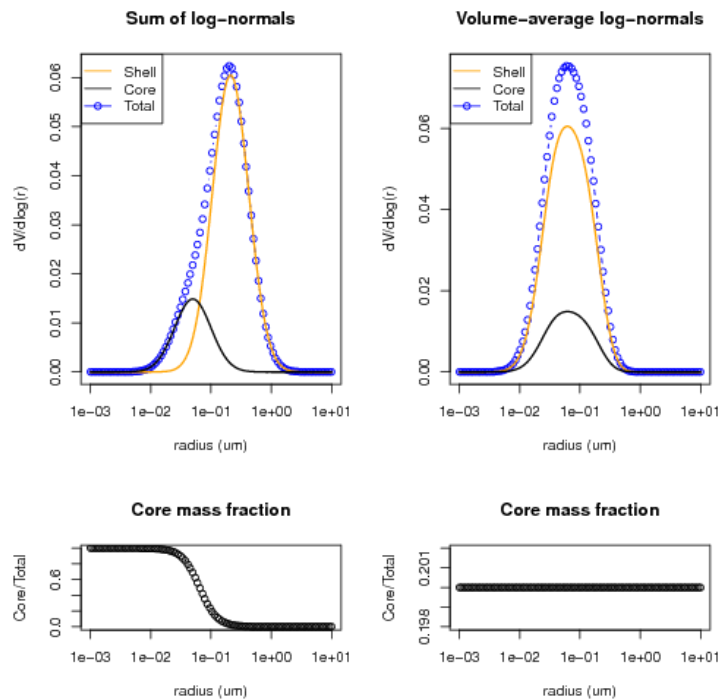 Sum of log-normals
Shell
Core
Total
dV/dlog(r)
0.00
0.01
0.02
0.03
0.04
0.05
0.06
1e-03
1e-02
1e-01
1e+00
1e+01
radius (um)
Volume-average log-normals
Shell
Core
Total
dV/dlog(r)
0.00
0.02
0.04
0.06
1e-03
1e-02
1e-01
1e+00
1e+01
radius (um)
Core mass fraction
Core/Total
0.0
0.6
1e-03
1e-02
1e-01
1e+00
1e+01
radius (um)
Core mass fraction
Core/Total
0.198
0.201
1e-03
1e-02
1e-01
1e+00
1e+01
radius (um)